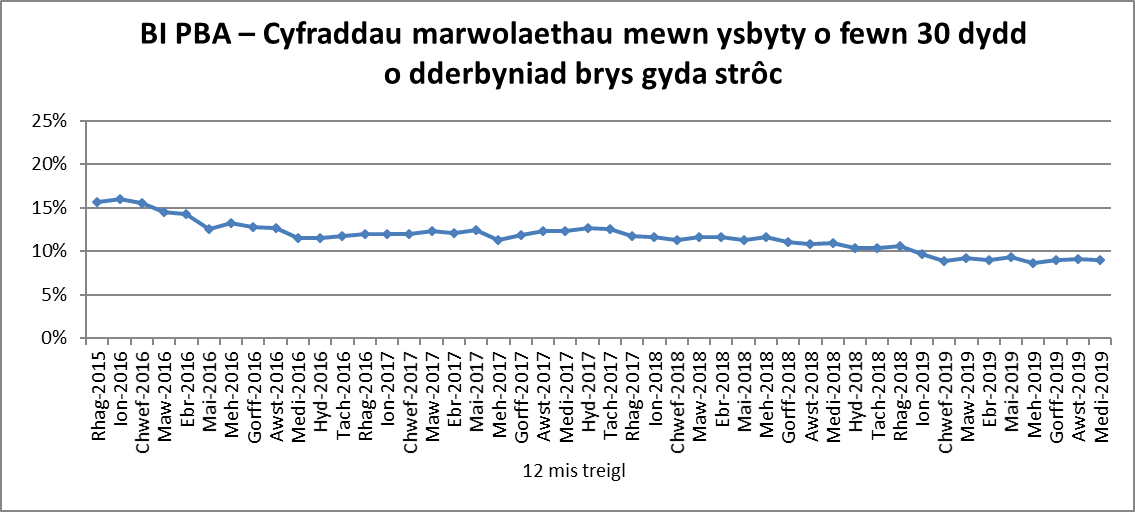 BI PBA – Cyfraddau marwolaethau mewn ysbyty o fewn 30 dydd
o dderbyniad brys gyda strôc
25%
20%
15%
10%
5%
0%
Rhag-2015
Ion-2016
Chwef-2016
Maw-2016
Ebr-2016
Mai-2016
Meh-2016
Gorff-2016
Awst-2016
Medi-2016
Hyd-2016
Tach-2016
Rhag-2016
Ion-2017
Chwef-2017
Maw-2017
Ebr-2017
Mai-2017
Meh-2017
Gorff-2017
Awst-2017
Medi-2017
Hyd-2017
Tach-2017
Rhag-2017
Ion-2018
Chwef-2018
Maw-2018
Ebr-2018
Mai-2018
Meh-2018
Gorff-2018
Awst-2018
Medi-2018
Hyd-2018
Tach-2018
Rhag-2018
Ion-2019
Chwef-2019
Maw-2019
Ebr-2019
Mai-2019
Meh-2019
Gorff-2019
Awst-2019
Medi-2019
12 mis treigl